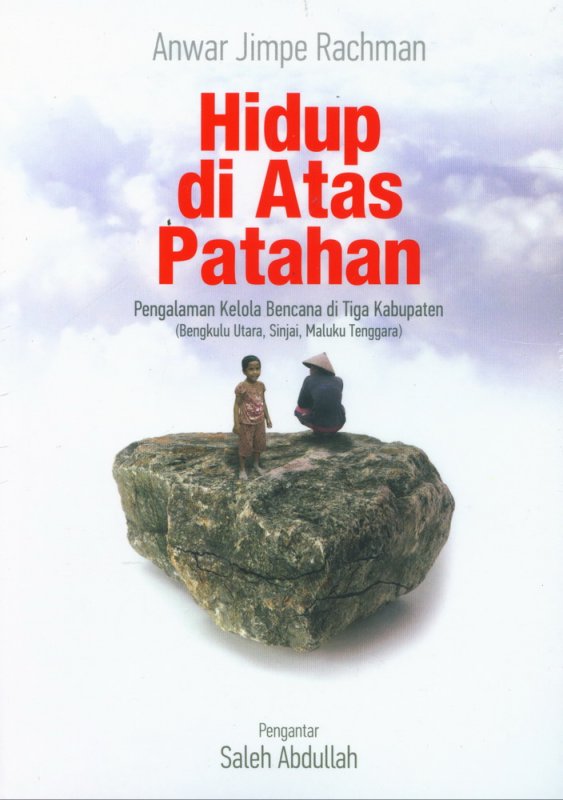 Anwar Jimpe Rachman
Hidup
di Atas
Patahan
Pengalaman Kelola Bencana di Tiga Kabupaten
(Bengkulu Utara, Sinjai, Maluku Tenggara)
Pengantar
Saleh Abdullah